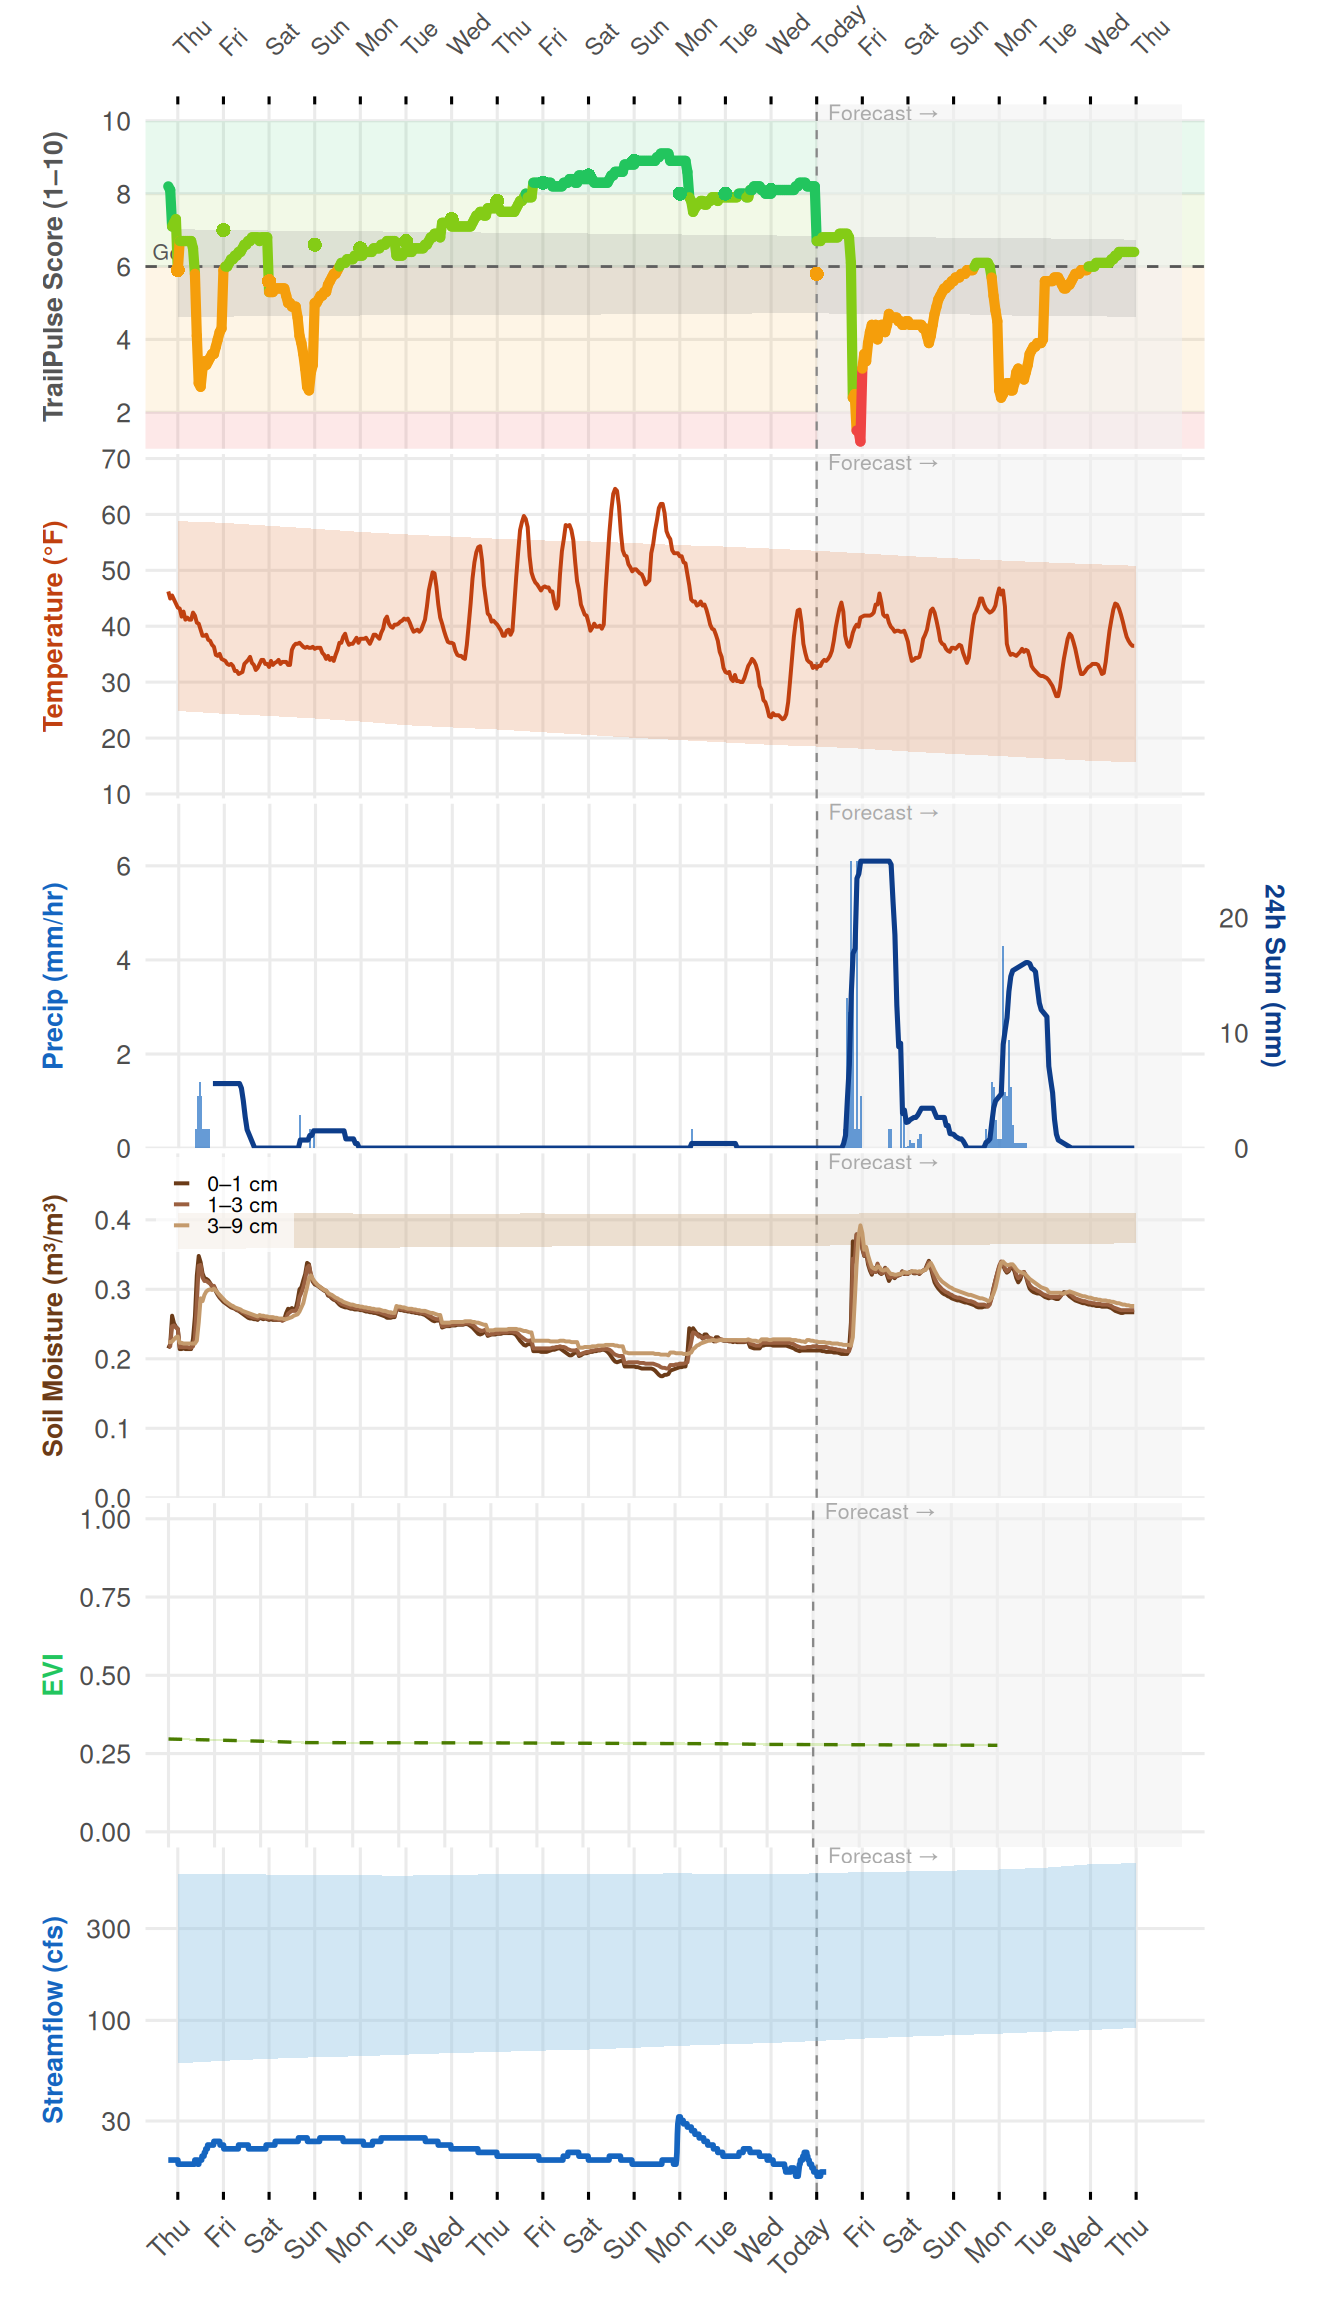 Thu Fri Sat Sun Mon Tue Wed Thu Fri Sat Sun Mon Tue Wed Today Fri Sat Sun Mon Tue Wed Thu
TrailPulse Score (1–10)
Forecast →
10
8
G
6
4
2
Temperature (°F)
Forecast →
70
60
50
40
30
20
10
Precip (mm/hr)
Forecast →
6
4
2
0
24h Sum (mm)
20
10
0
Soil Moisture (m³/m³)
Forecast →
0–1 cm
1–3 cm
3–9 cm
0.4
0.3
0.2
0.1
0.0
EVI
Forecast →
1.00
0.75
0.50
0.25
0.00
Streamflow (cfs)
Forecast →
300
100
30
Thu Fri Sat Sun Mon Tue Wed Thu Fri Sat Sun Mon Tue Wed Today Fri Sat Sun Mon Tue Wed Thu